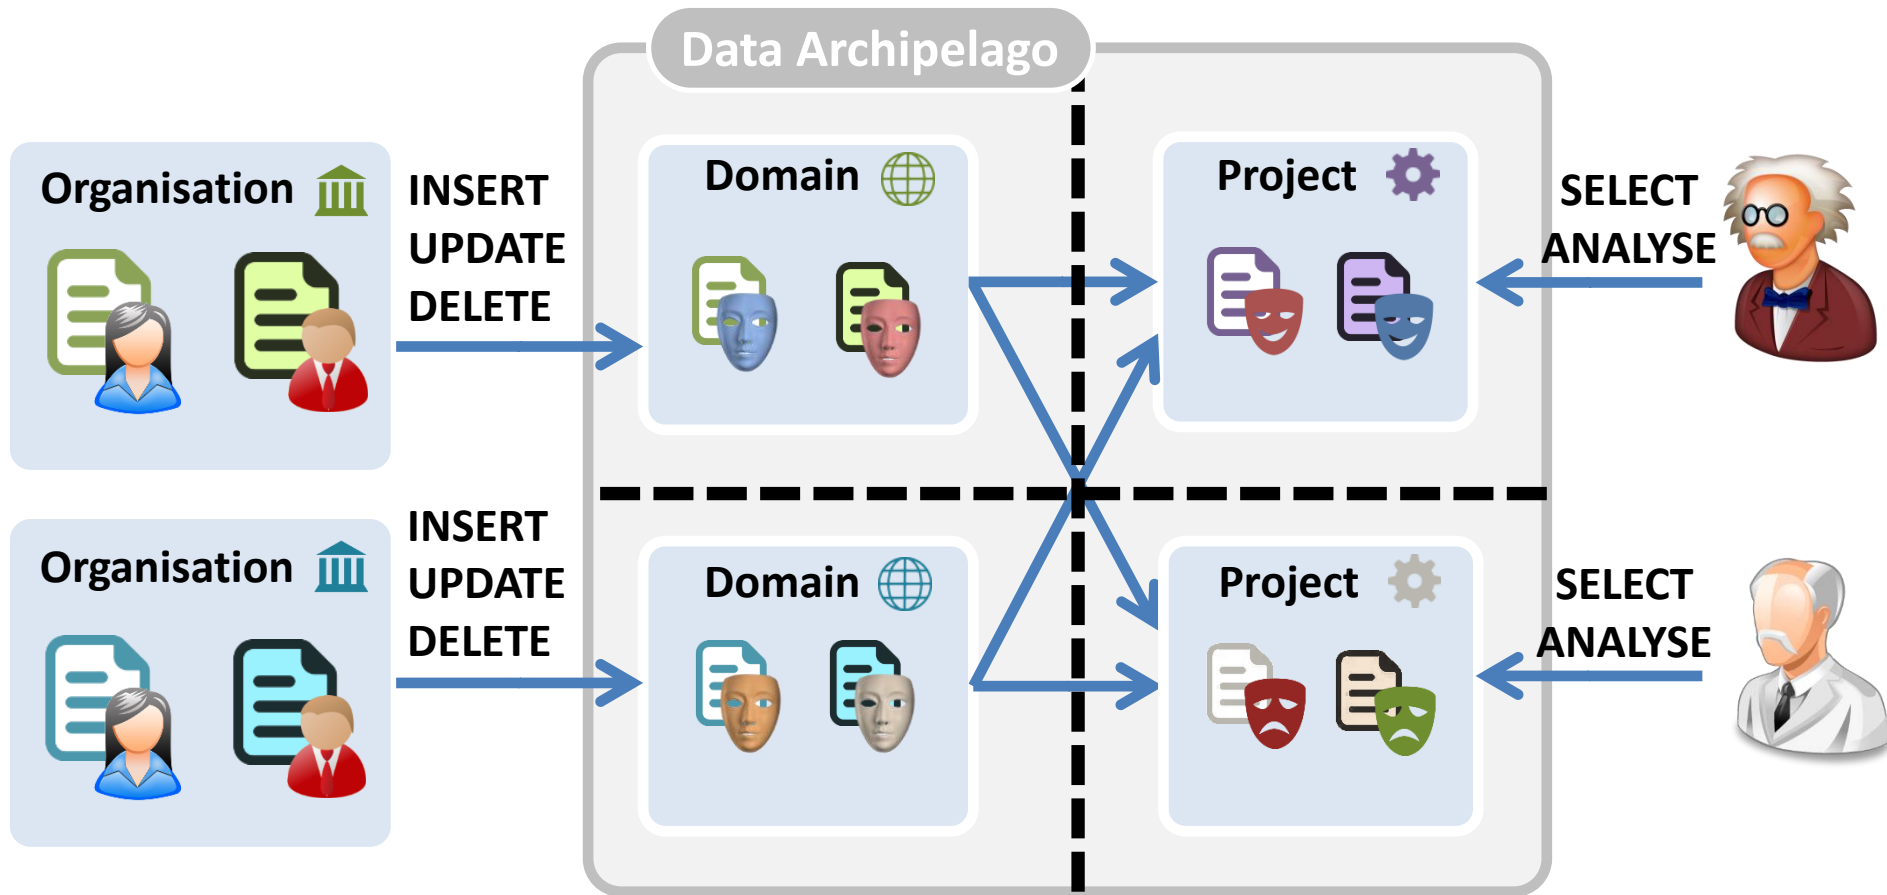 Data Archipelago
Organisation
INSERT
UPDATE
DELETE
Domain
Project
SELECT
ANALYSE
Organisation
INSERT
UPDATE
DELETE
Domain
Project
SELECT
ANALYSE